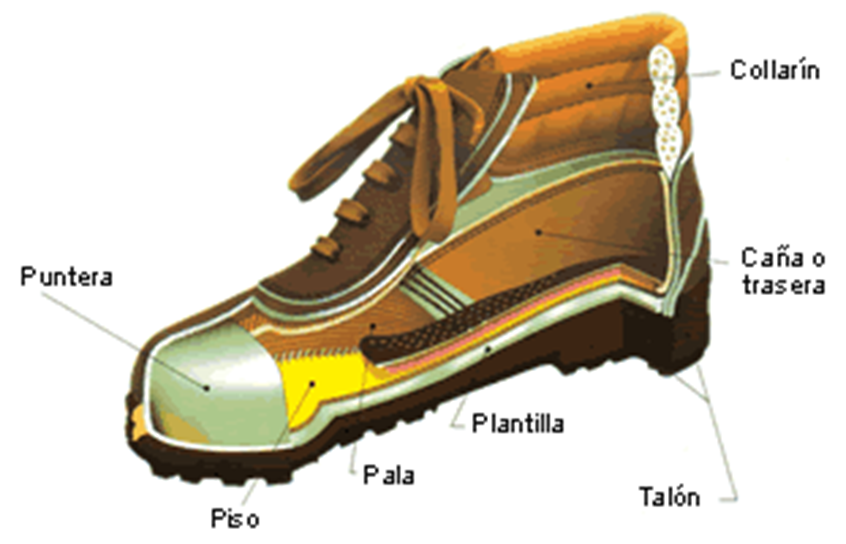 Collarín
Puntera
Caña o
trasera
Plantilla
Pala
Talón
Piso